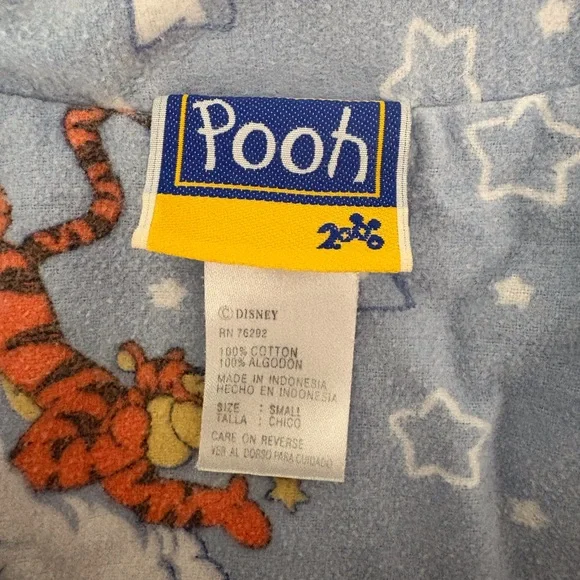 Pooh
2000
© DISNEY
RN 76292
100% COTTON
100% ALGODON
MADE IN INDONESIA
HECHO EN INDONESIA
SIZE : SMALL
TALLA : CHICO
CARE ON REVERSE
VER AL DORSO PARA CUIDADO